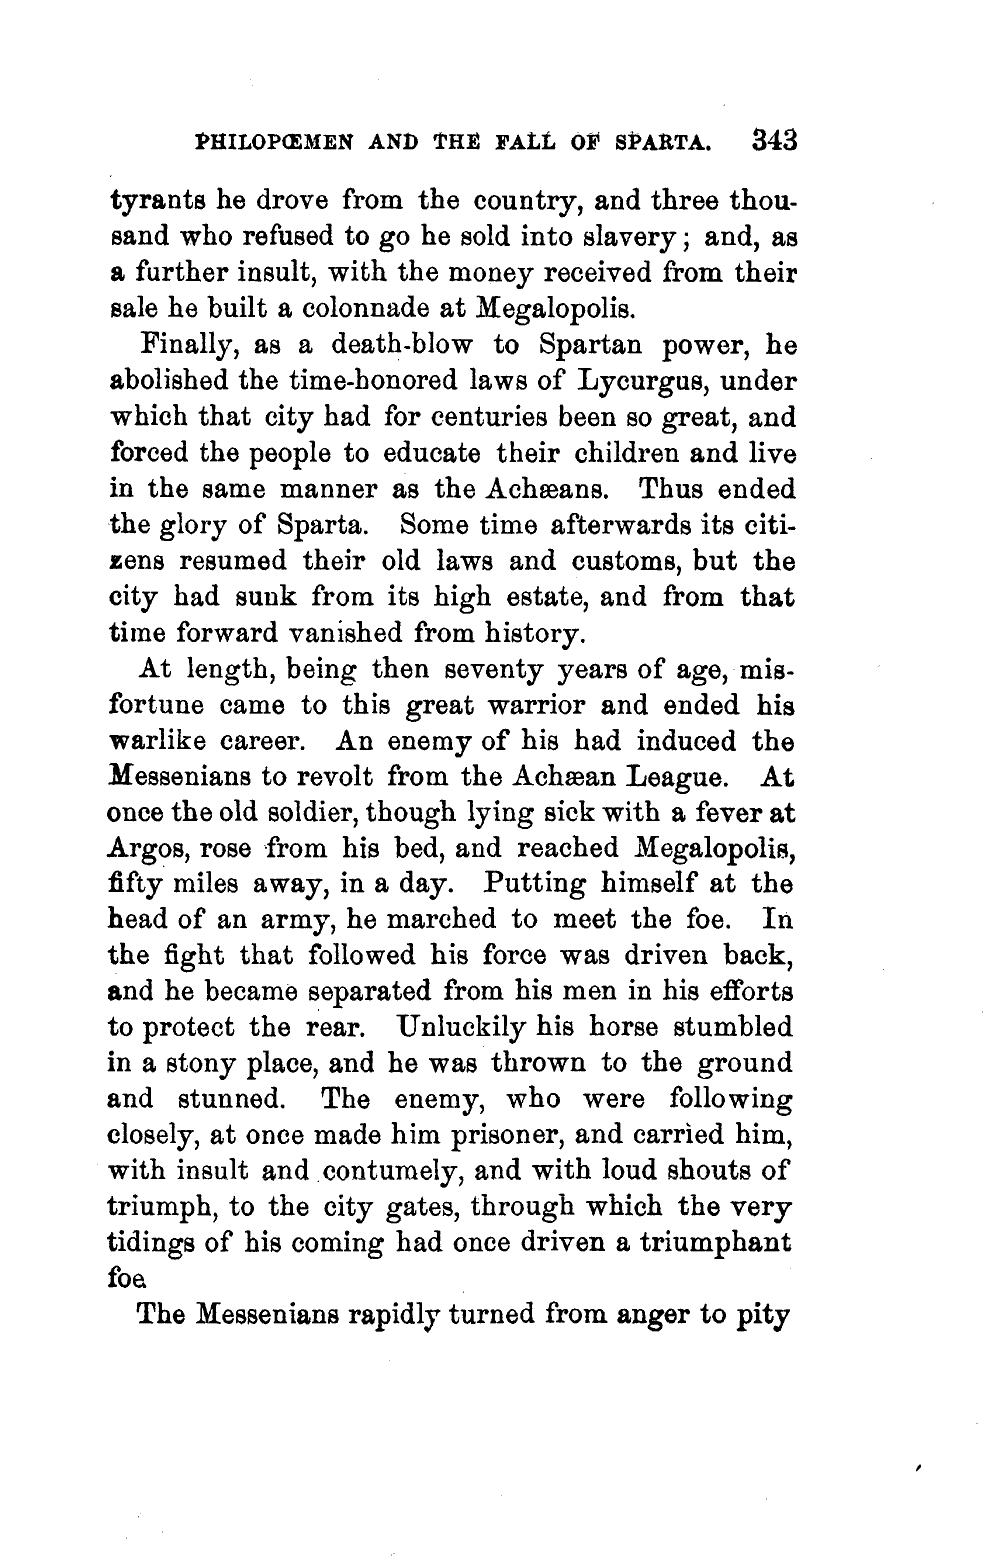 PHILOPŒMEN AND THE FALL OF SPARTA. 343
tyrants he drove from the country, and three thou-
sand who refused to go he sold into slavery; and, as
a further insult, with the money received from their
sale he built a colonnade at Megalopolis.
Finally, as a death-blow to Spartan power, he
abolished the time-honored laws of Lycurgus, under
which that city had for centuries been so great, and
forced the people to educate their children and live
in the same manner as the Achæans. Thus ended
the glory of Sparta. Some time afterwards its citi-
zens resumed their old laws and customs, but the
city had sunk from its high estate, and from that
time forward vanished from history.
At length, being then seventy years of age, mis-
fortune came to this great warrior and ended his
warlike career. An enemy of his had induced the
Messenians to revolt from the Achæan League. At
once the old soldier, though lying sick with a fever at
Argos, rose from his bed, and reached Megalopolis,
fifty miles away, in a day. Putting himself at the
head of an army, he marched to meet the foe. In
the fight that followed his force was driven back,
and he became separated from his men in his efforts
to protect the rear. Unluckily his horse stumbled
in a stony place, and he was thrown to the ground
and stunned. The enemy, who were following
closely, at once made him prisoner, and carried him,
with insult and contumely, and with loud shouts of
triumph, to the city gates, through which the very
tidings of his coming had once driven a triumphant
foe.
The Messenians rapidly turned from anger to pity